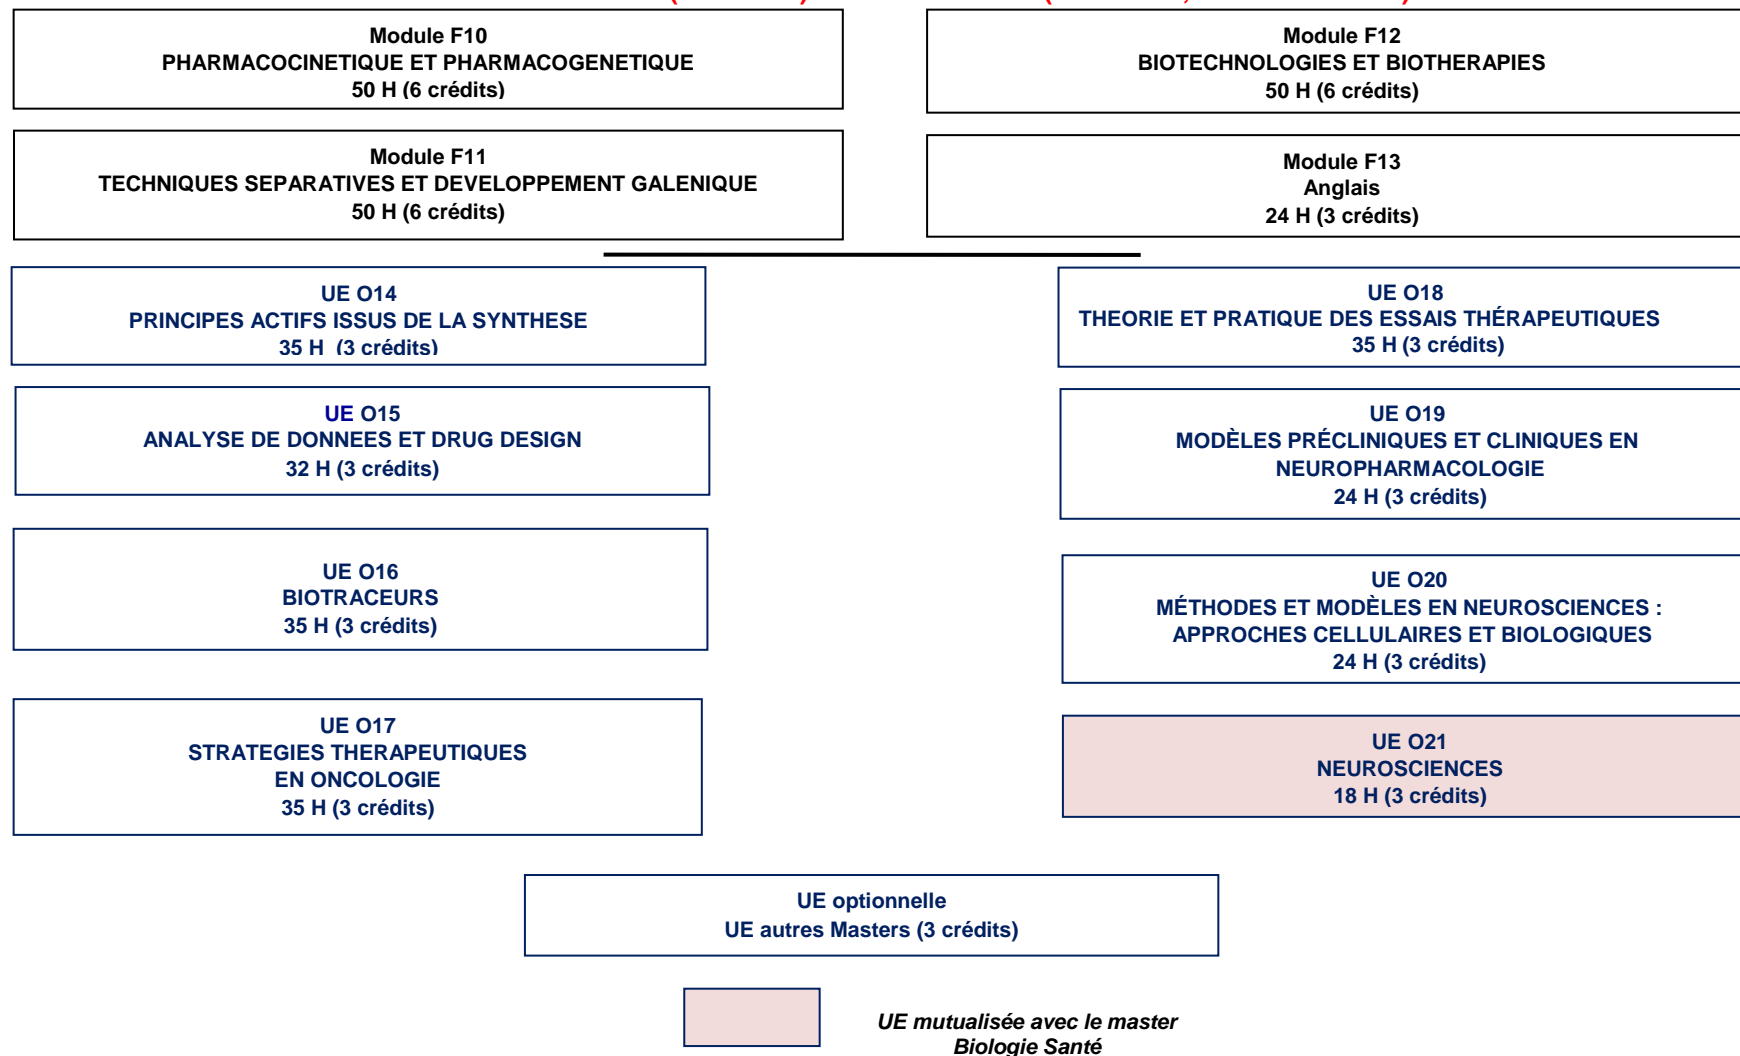 Module F10
PHARMACOCINETIQUE ET PHARMACOGENETIQUE
50 H (6 crédits)
Module F12
BIOTECHNOLOGIES ET BIOTHERAPIES
50 H (6 crédits)
Module F11
TECHNIQUES SEPARATIVES ET DEVELOPPEMENT GALENIQUE
50 H (6 crédits)
Module F13
Anglais
24 H (3 crédits)
UE O14
PRINCIPES ACTIFS ISSUS DE LA SYNTHESE
35 H (3 crédits)
UE O18
THEORIE ET PRATIQUE DES ESSAIS THÉRAPEUTIQUES
35 H (3 crédits)
UE O15
ANALYSE DE DONNEES ET DRUG DESIGN
32 H (3 crédits)
UE O19
MODÈLES PRÉCLINIQUES ET CLINIQUES EN
NEUROPHARMACOLOGIE
24 H (3 crédits)
UE O16
BIOTRACEURS
35 H (3 crédits)
UE O20
MÉTHODES ET MODÈLES EN NEUROSCIENCES :
APPROCHES CELLULAIRES ET BIOLOGIQUES
24 H (3 crédits)
UE O17
STRATEGIES THERAPEUTIQUES
EN ONCOLOGIE
35 H (3 crédits)
UE O21
NEUROSCIENCES
18 H (3 crédits)
UE optionnelle
UE autres Masters (3 crédits)
UE mutualisée avec le master
Biologie Santé